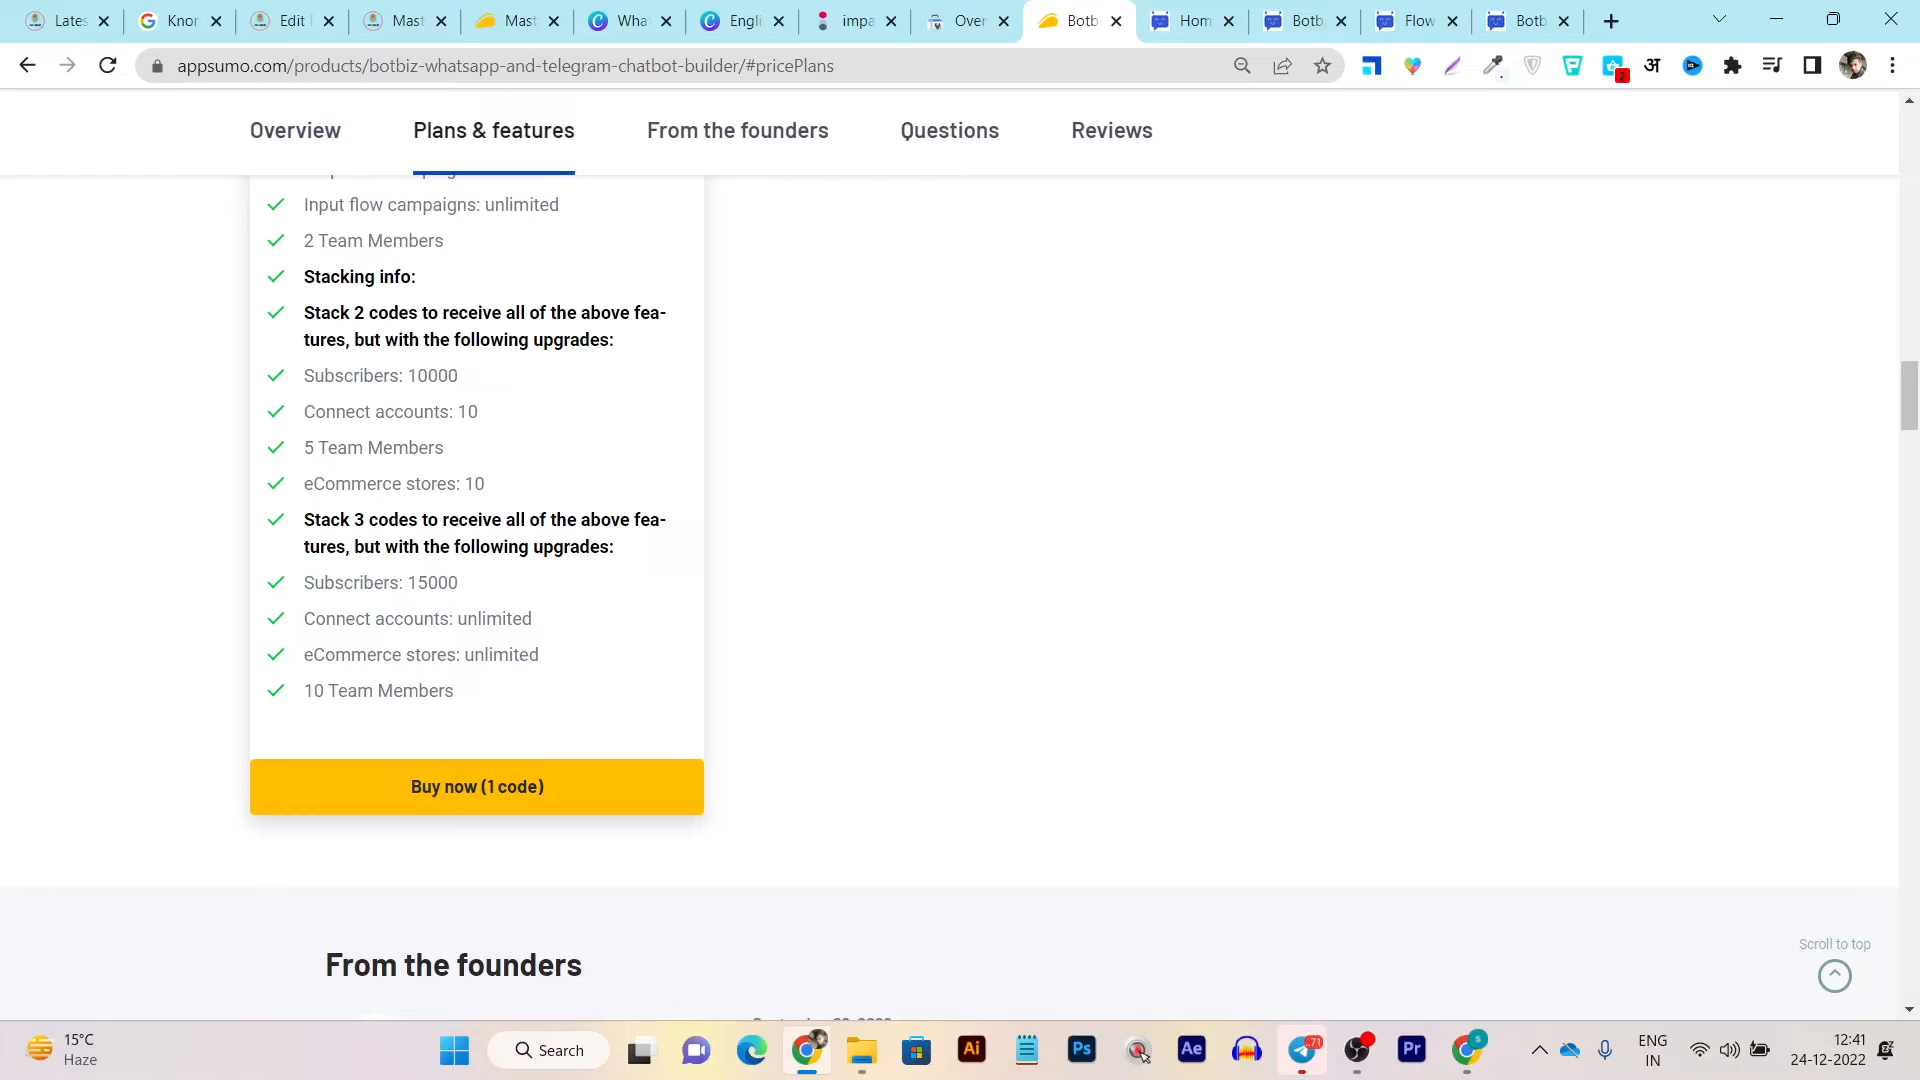 Lates
Knor
Edit
Mast
Mast
Wha
Engli
impa
Over
Botb
Hom
Botb
Flow
Botb
appsumo.com/products/botbiz-whatsapp-and-telegram-chatbot-builder/#pricePlans
2
अ
Overview
Plans & features
From the founders
Questions
Reviews
Input flow campaigns: unlimited
2 Team Members
Stacking info:
Stack 2 codes to receive all of the above fea-
tures, but with the following upgrades:
Subscribers: 10000
Connect accounts: 10
5 Team Members
eCommerce stores: 10
Stack 3 codes to receive all of the above fea-
tures, but with the following upgrades:
Subscribers: 15000
Connect accounts: unlimited
eCommerce stores: unlimited
10 Team Members
Buy now (1 code)
From the founders
Scroll to top
15°C
Haze
Search
Ai
Ps
Ae
71
Pr
S
ENG
IN
12:41
24-12-2022